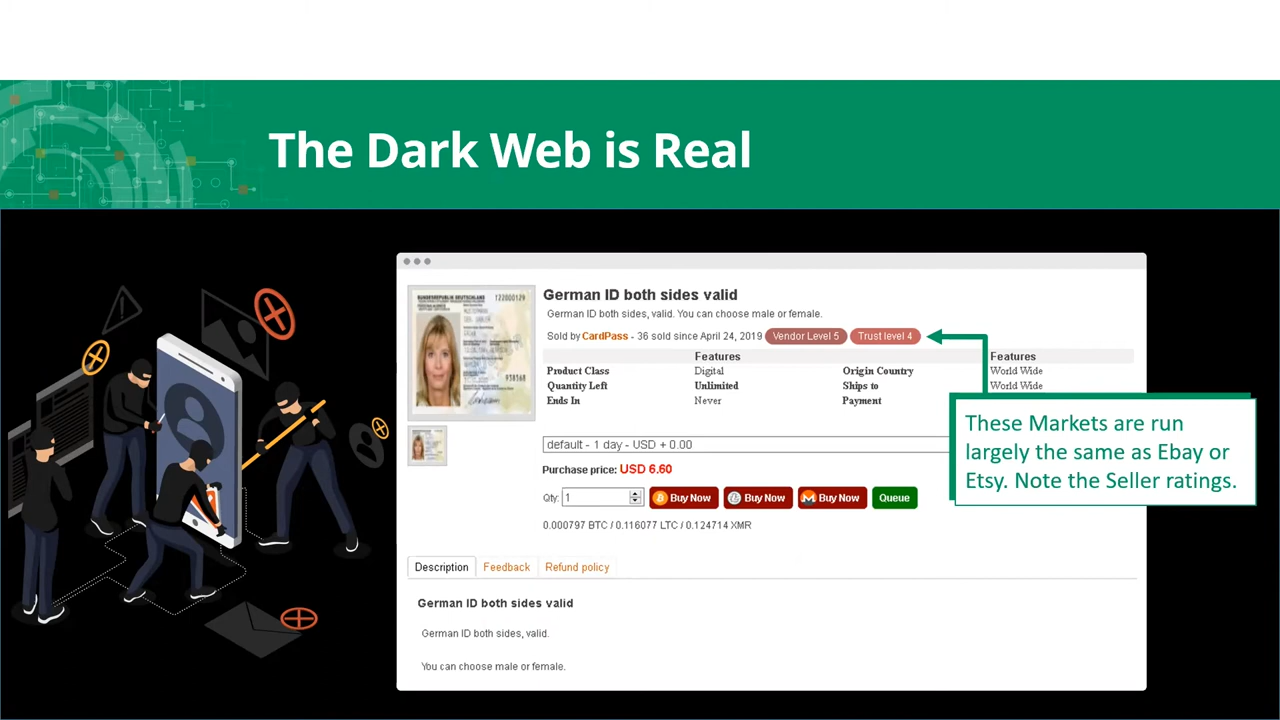 The Dark Web is Real
BUNDESREPUBLIK DEUTSCHLAND
German ID both sides valid
German ID both sides, valid. You can choose male or female.
Sold by CardPass - 36 sold since April 24, 2019 Vendor Level 5 Trust level 4
Features Features
Product Class Digital Origin Country World Wide
Quantity Left Unlimited Ships to World Wide
Ends In Never Payment
These Markets are run
largely the same as Ebay or
Etsy. Note the Seller ratings.
default - 1 day - USD + 0.00
Purchase price: USD 6.60
Qty: 1 Buy Now Buy Now Buy Now Queue
0.000797 BTC / 0.116077 LTC / 0.124714 XMR
Description Feedback Refund policy
German ID both sides valid
German ID both sides, valid.
You can choose male or female.